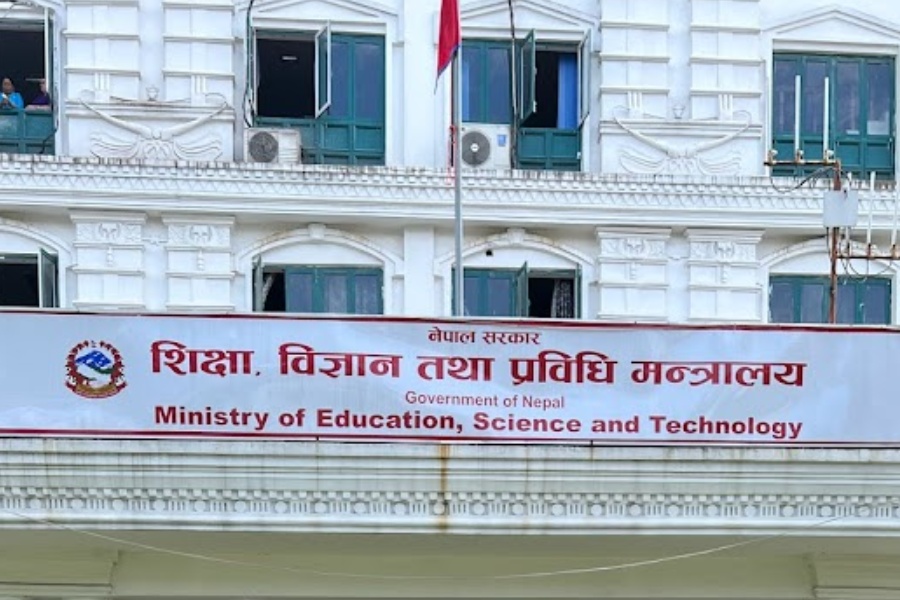 नेपाल सरकार
शिक्षा, विज्ञान तथा प्रविधि मन्त्रालय
Government of Nepal
Ministry of Education, Science and Technology